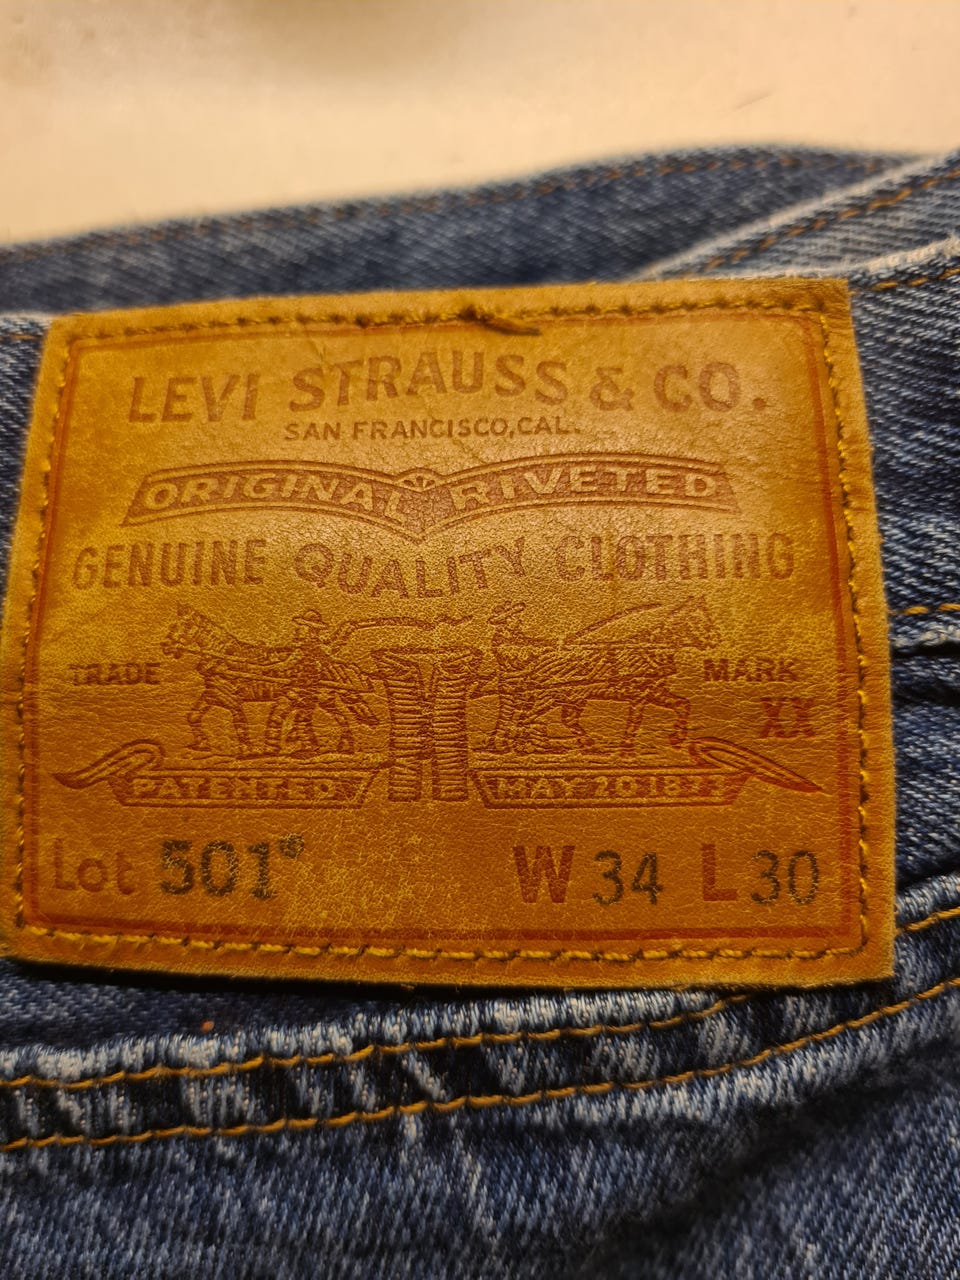 LEVI STRAUSS & CO.
SAN FRANCISCO, CAL.
ORIGINAL RIVETED
GENUINE QUALITY CLOTHING
TRADE MARK
XX
PATENTED MAY 20 1873
Lot 501® W 34 L 30